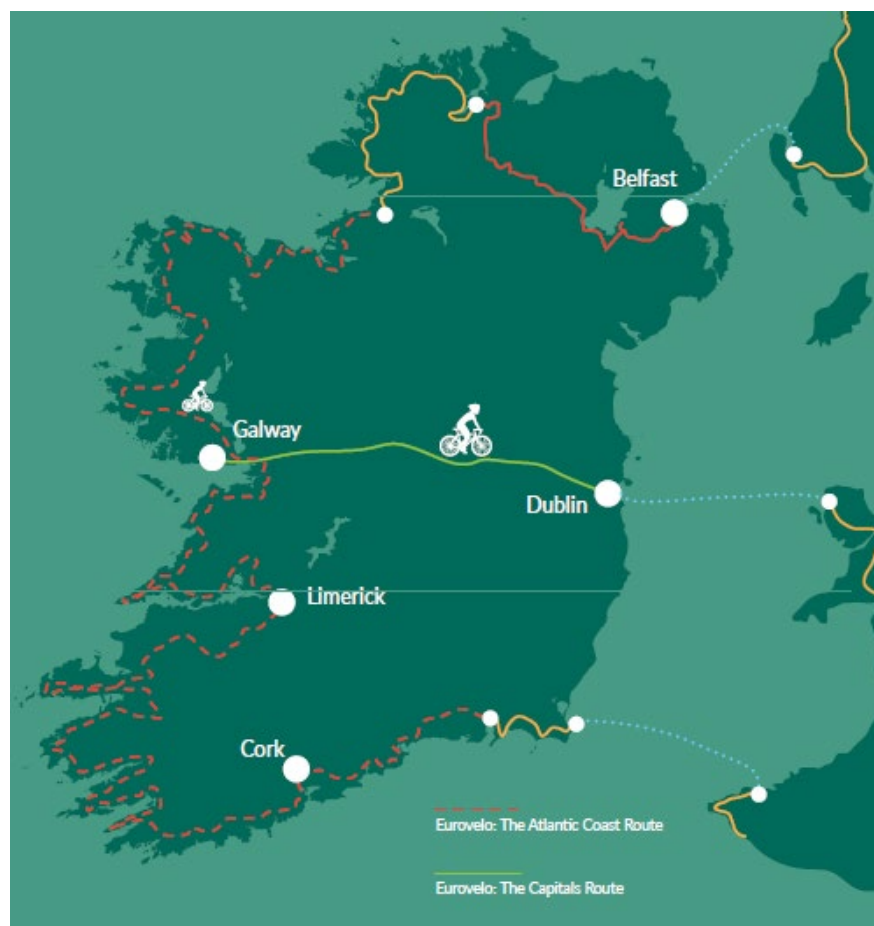 Belfast
Galway
Dublin
Limerick
Cork
Eurovelo: The Atlantic Coast Route
Eurovelo: The Capitals Route